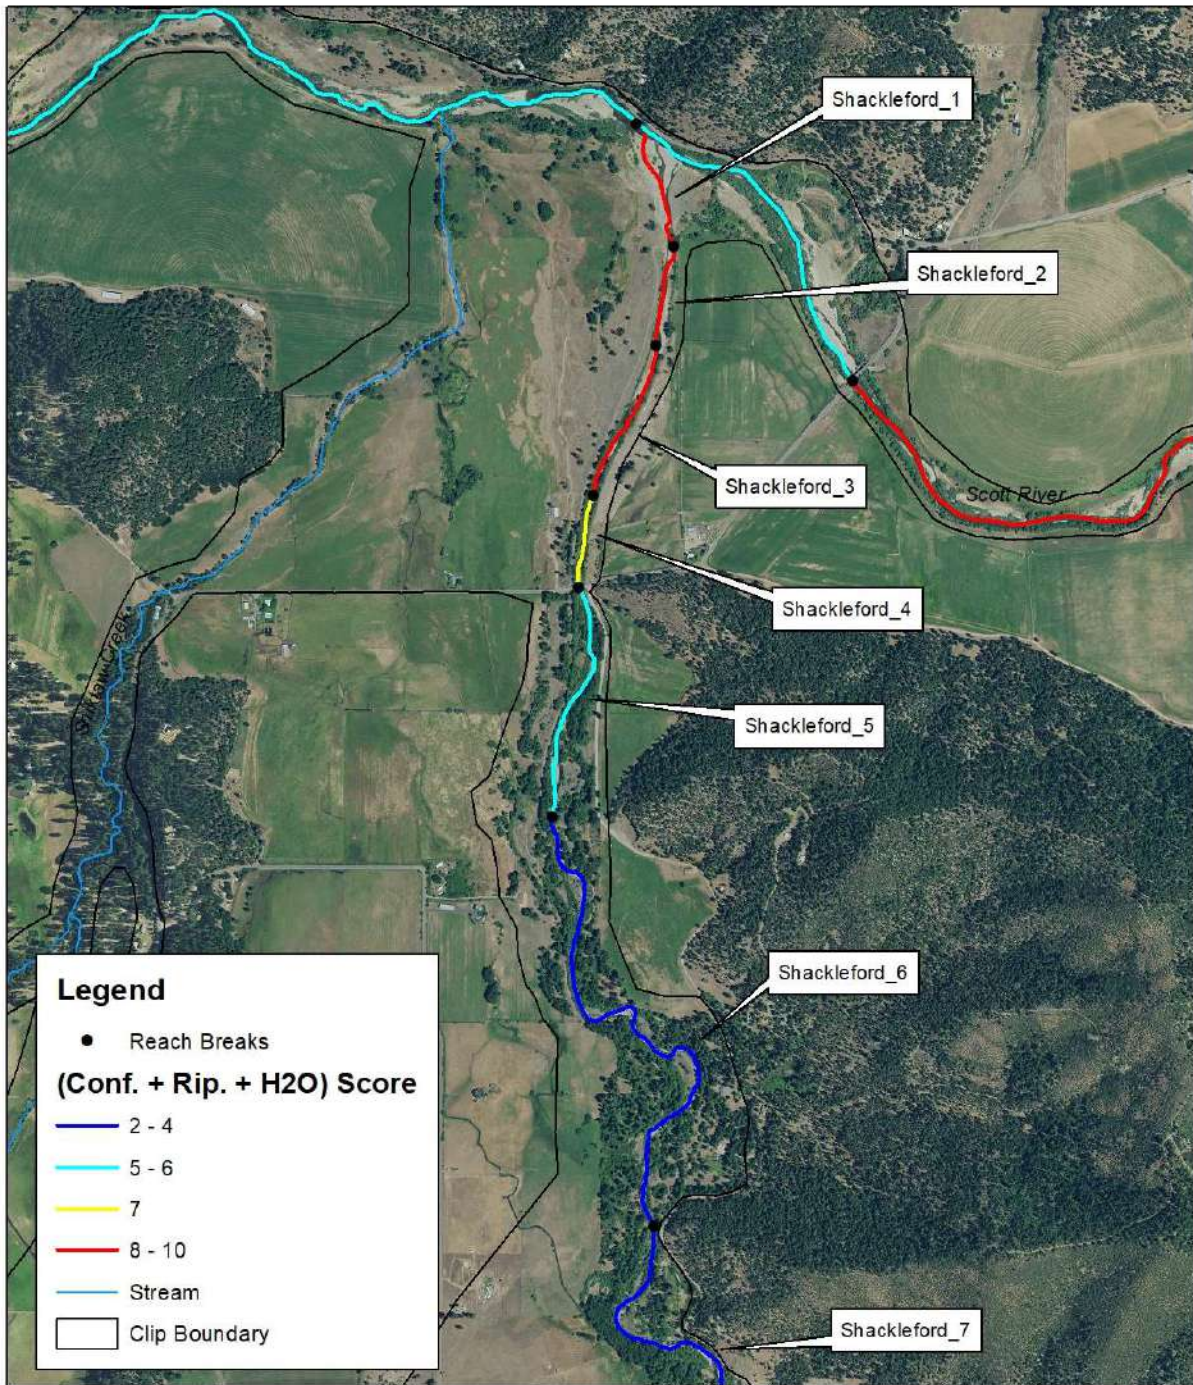 Shackleford_1
Shackleford_2
Scott River
Shackleford_3
Shackleford_4
Creek
Shackleford_5
Shackleford_6
Shackleford_7
Legend
Reach Breaks
(Conf. + Rip. + H2O) Score
2 - 4
5 - 6
7
8 - 10
Stream
Clip Boundary